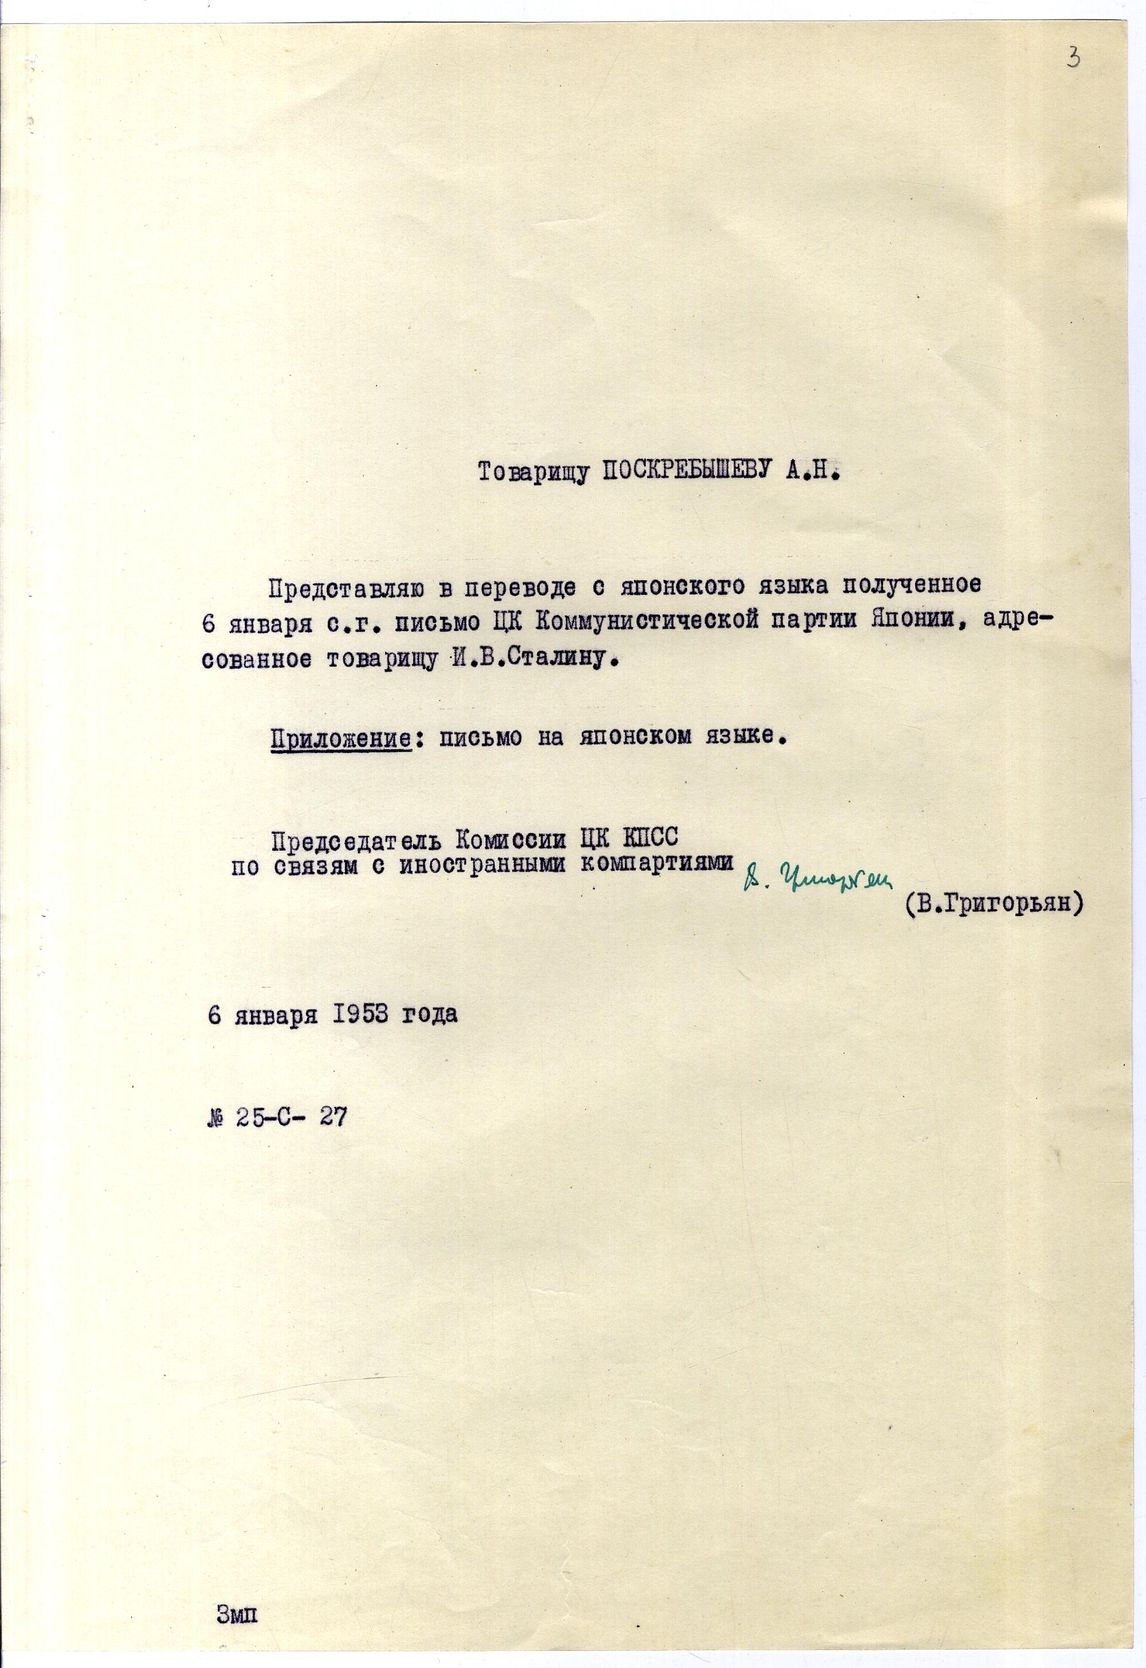 3
Товарищу ПОСКРЕБЫШЕВУ А.Н.
Представляю в переводе с японского языка полученное
6 января с.г. письмо ЦК Коммунистической партии Японии, адре-
сованное товарищу И.В.Сталину.
Приложение: письмо на японском языке.
Председатель Комиссии ЦК КПСС
по связям с иностранными компартиями
В. Григорьян
(В.Григорьян)
6 января 1953 года
№ 25-С- 27
3мп